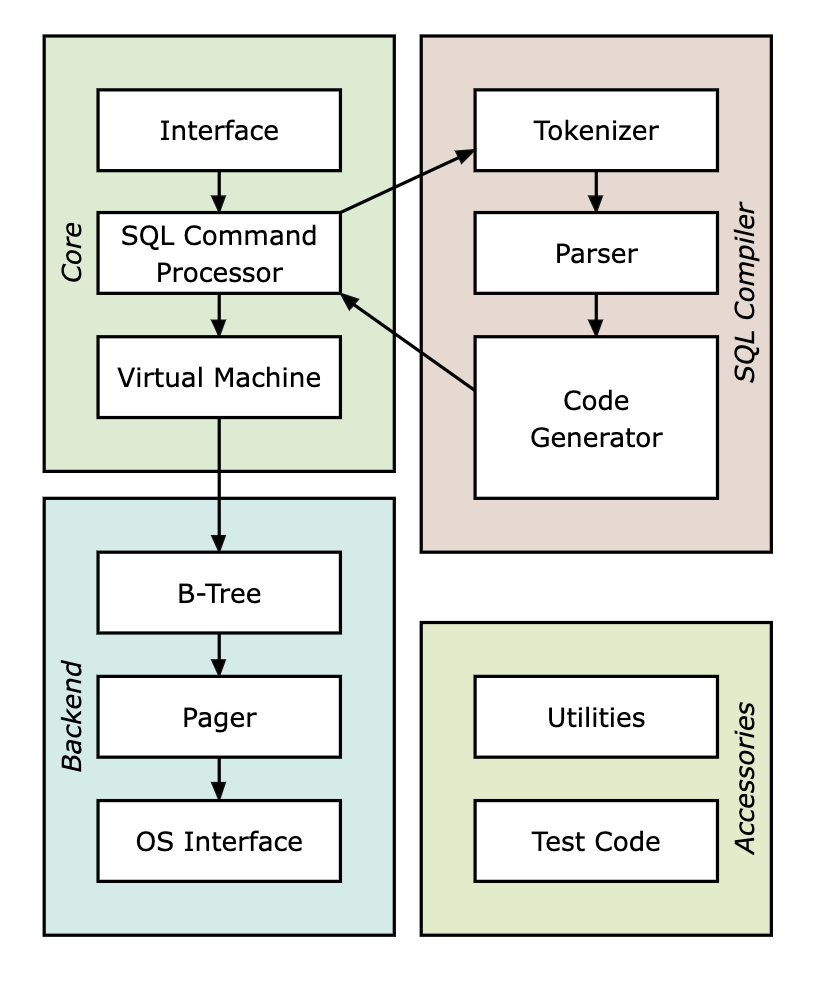 Core
Interface
SQL Command
Processor
Virtual Machine
SQL Compiler
Tokenizer
Parser
Code
Generator
Backend
B-Tree
Pager
OS Interface
Accessories
Utilities
Test Code